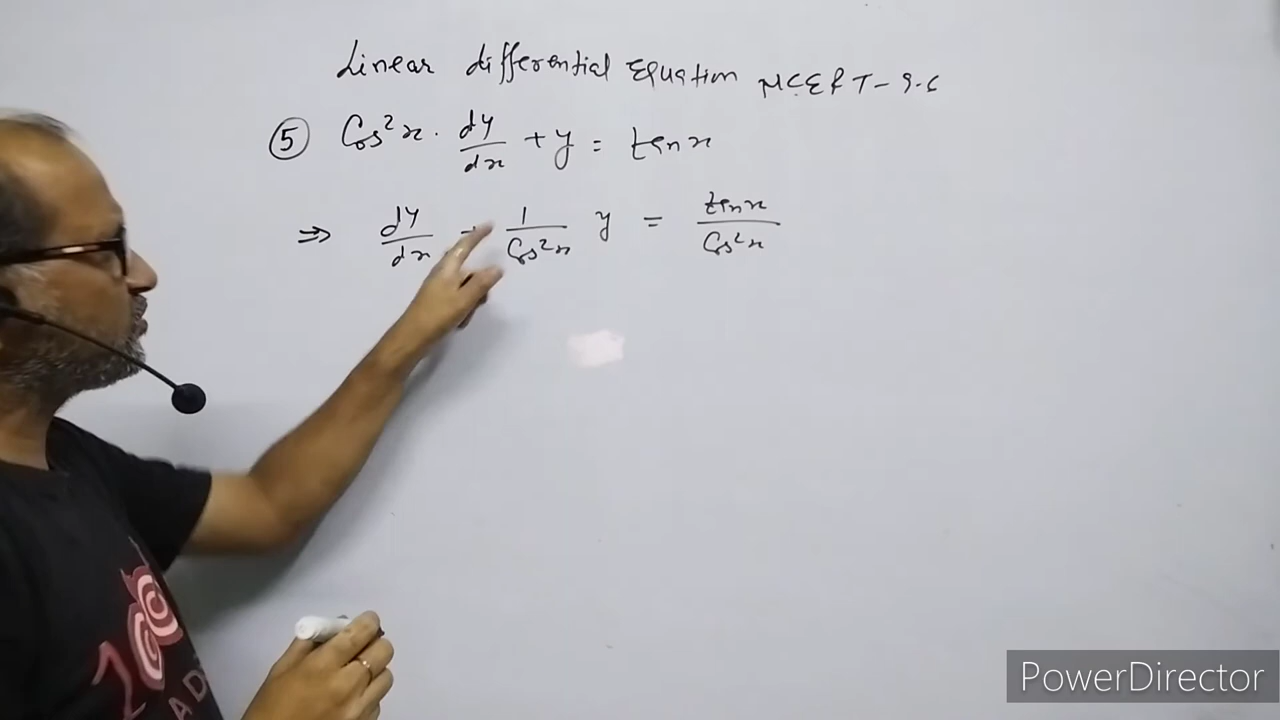 Linear differential Equation NCERT-9.6
⑤ Cos²x · dy/dx + y = tanx
⇒ dy/dx + 1/Cos²x y = tanx/Cos²x
PowerDirector